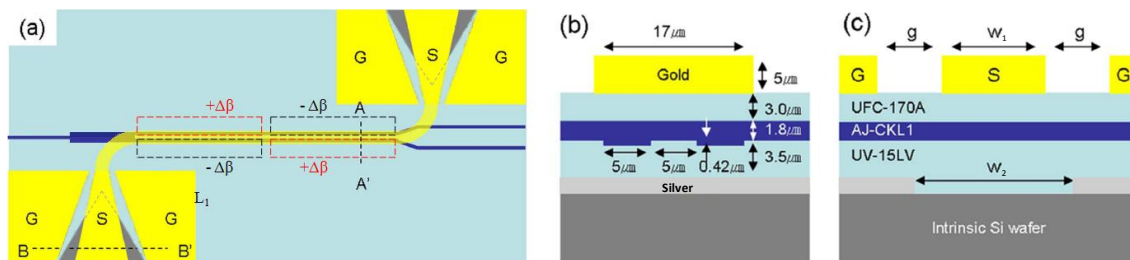 (a)
G
S
G
+Δβ
- Δβ
A
- Δβ
+Δβ
A'
L1
G
S
G
B
B'
(b)
17㎛
Gold
5㎛
3.0㎛
1.8㎛
3.5㎛
5㎛
5㎛
0.42㎛
Silver
(c)
g
w1
g
G
S
G
UFC-170A
AJ-CKL1
UV-15LV
w2
Intrinsic Si wafer